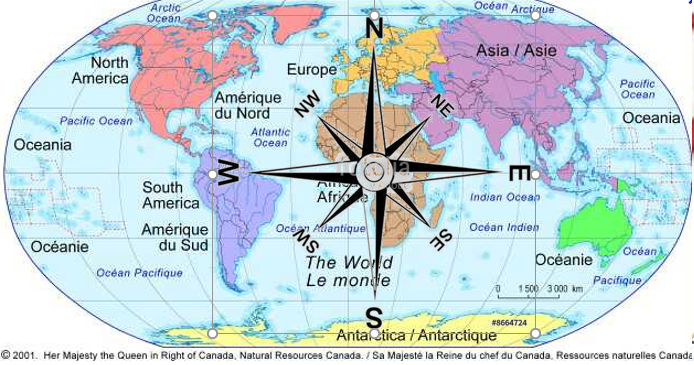 Arctic
Ocean
Océan Arctique
N
North
America
Europe
Asia / Asie
NW
NE
Amérique
du Nord
Pacific
Ocean
Pacific Ocean
Atlantic
Ocean
Oceania
Oceania
W
E
South
America
Afrique
Indian Ocean
Amérique
du Sud
Océan Atlantique
Océan Indien
SW
SE
Océanie
Océanie
Océan
Pacifique
Océan Pacifique
The World
Le monde
0 1 500 3 000 km
S
#8664724
Antarctica / Antarctique
© 2001. Her Majesty the Queen in Right of Canada, Natural Resources Canada. / Sa Majesté la Reine du chef du Canada, Ressources naturelles Canada